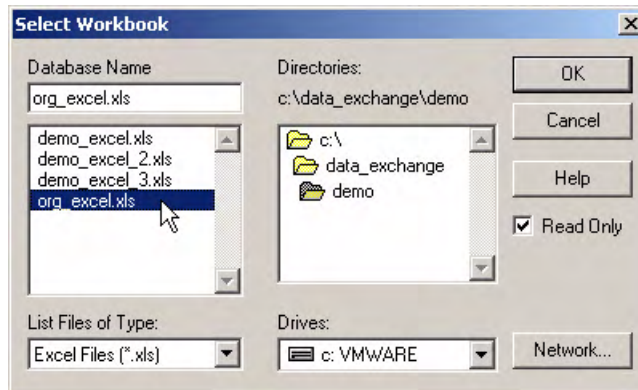 Select Workbook
Database Name
org_excel.xls
demo_excel.xls
demo_excel_2.xls
demo_excel_3.xls
org_excel.xls
List Files of Type:
Excel Files (*.xls)
Directories:
c:\data_exchange\demo
c:\
data_exchange
demo
Drives:
c: VMWARE
OK
Cancel
Help
Read Only
Network...